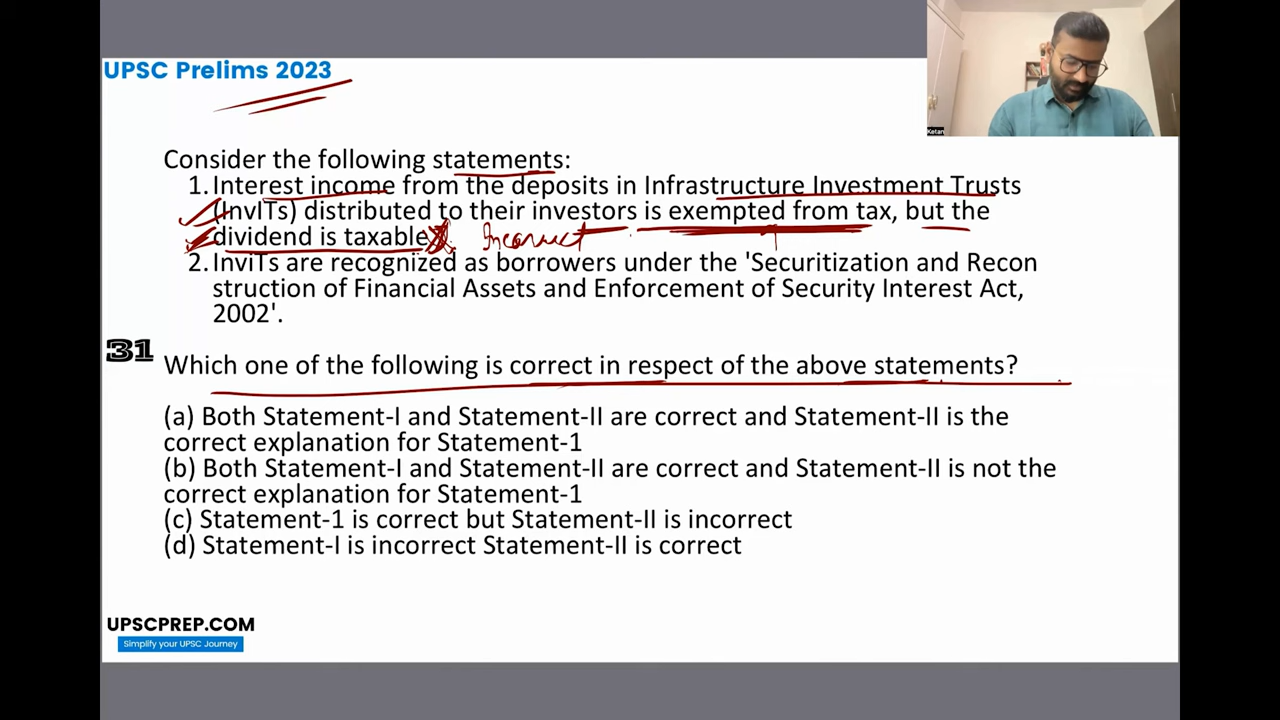 UPSC Prelims 2023
Ketan
Consider the following statements:
1. Interest income from the deposits in Infrastructure Investment Trusts
(InvITs) distributed to their investors is exempted from tax, but the
dividend is taxable. Incorrect
2. InviTs are recognized as borrowers under the 'Securitization and Recon
struction of Financial Assets and Enforcement of Security Interest Act,
2002'.
31
Which one of the following is correct in respect of the above statements?
(a) Both Statement-I and Statement-II are correct and Statement-II is the
correct explanation for Statement-1
(b) Both Statement-I and Statement-II are correct and Statement-II is not the
correct explanation for Statement-1
(c) Statement-1 is correct but Statement-II is incorrect
(d) Statement-I is incorrect Statement-II is correct
UPSCPREP.COM
Simplify your UPSC Journey